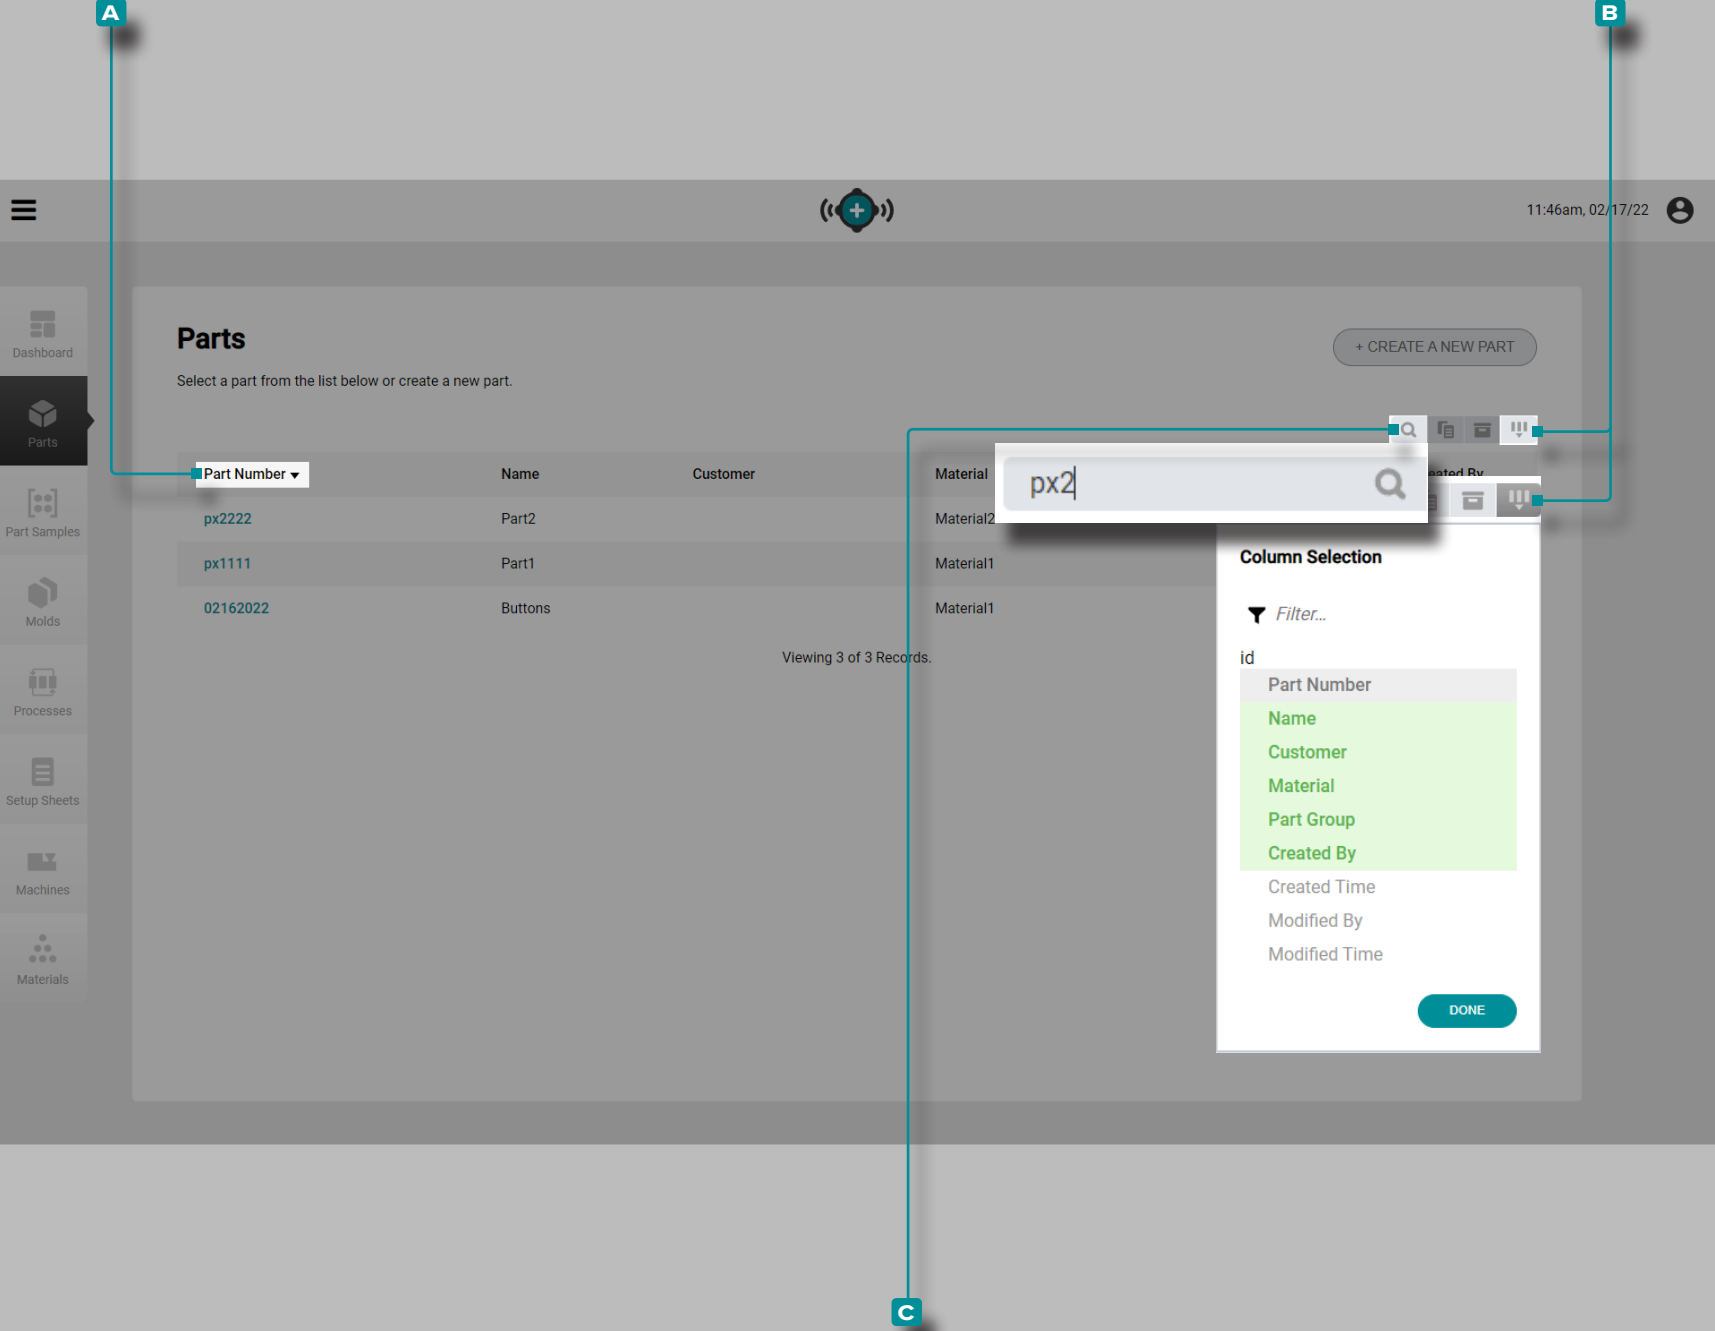 A
B
11:46am, 02/17/22
Dashboard
Parts
Part Samples
Molds
Processes
Setup Sheets
Machines
Materials
Parts
+ CREATE A NEW PART
Select a part from the list below or create a new part.
Part Number Name Customer Material
px2
px2222 Part2 Material2
px1111 Part1 Material1
02162022 Buttons Material1
Viewing 3 of 3 Records.
Column Selection
Filter...
id
Part Number
Name
Customer
Material
Part Group
Created By
Created Time
Modified By
Modified Time
DONE
C